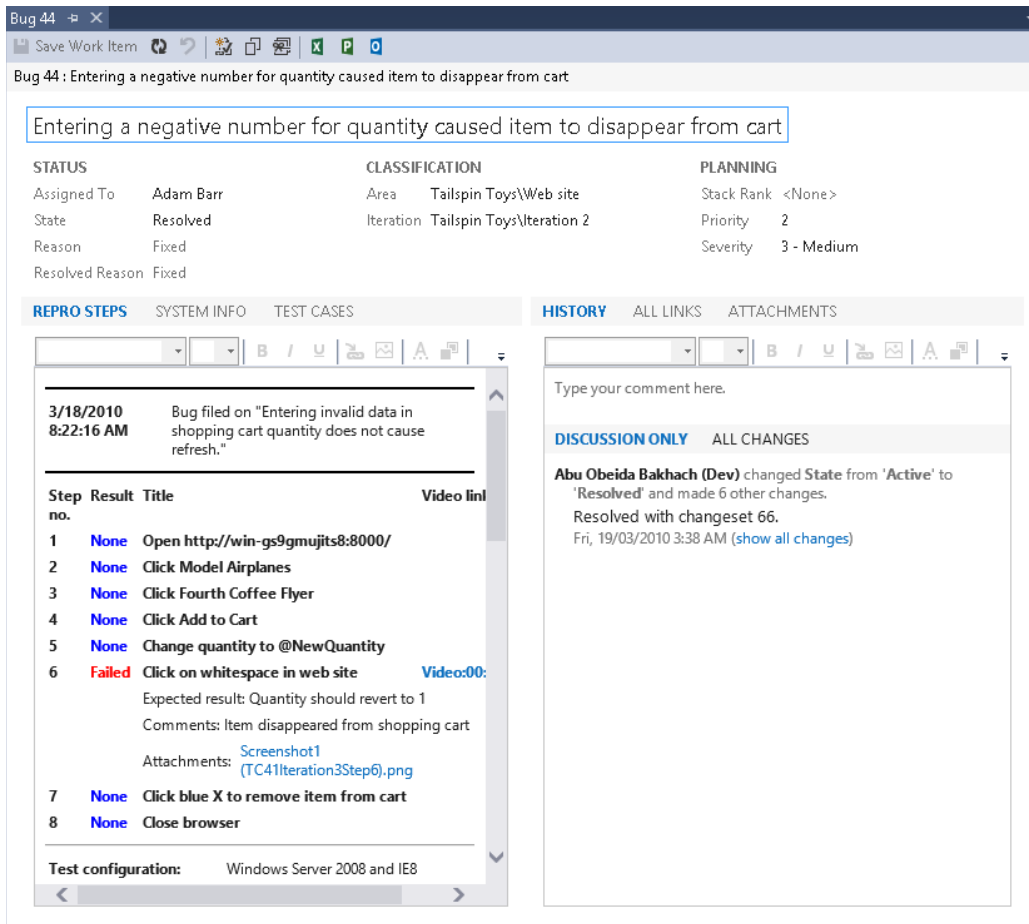 Bug 44
Save Work Item
Bug 44 : Entering a negative number for quantity caused item to disappear from cart
Entering a negative number for quantity caused item to disappear from cart
STATUS
Assigned To Adam Barr
State Resolved
Reason Fixed
Resolved Reason Fixed
CLASSIFICATION
Area Tailspin Toys\Web site
Iteration Tailspin Toys\Iteration 2
PLANNING
Stack Rank <None>
Priority 2
Severity 3 - Medium
REPRO STEPS SYSTEM INFO TEST CASES
B I U A
3/18/2010
8:22:16 AM
Bug filed on "Entering invalid data in
shopping cart quantity does not cause
refresh."
Step Result Title Video link
no.
1 None Open http://win-gs9gmujits8:8000/
2 None Click Model Airplanes
3 None Click Fourth Coffee Flyer
4 None Click Add to Cart
5 None Change quantity to @NewQuantity
6 Failed Click on whitespace in web site Video:00:
Expected result: Quantity should revert to 1
Comments: Item disappeared from shopping cart
Attachments: Screenshot1
(TC41Iteration3Step6).png
7 None Click blue X to remove item from cart
8 None Close browser
Test configuration: Windows Server 2008 and IE8
HISTORY ALL LINKS ATTACHMENTS
B I U A
Type your comment here.
DISCUSSION ONLY ALL CHANGES
Abu Obeida Bakhach (Dev) changed State from 'Active' to
'Resolved' and made 6 other changes.
Resolved with changeset 66.
Fri, 19/03/2010 3:38 AM (show all changes)